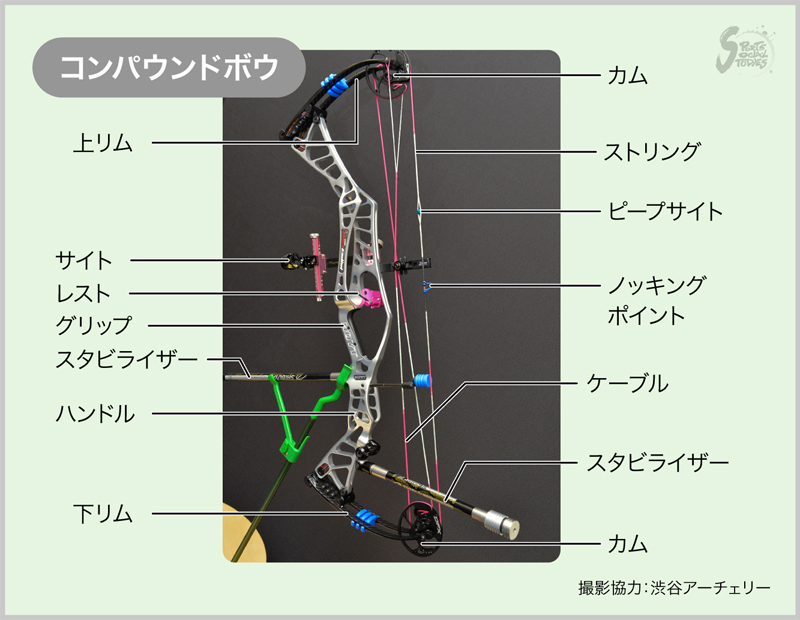 コンパウンドボウ
SPORTS
SOCIAL
STORIES
カム
上リム
ストリング
ピープサイト
サイト
レスト
ノッキング
ポイント
グリップ
スタビライザー
ケーブル
ハンドル
スタビライザー
下リム
カム
撮影協力：渋谷アーチェリー